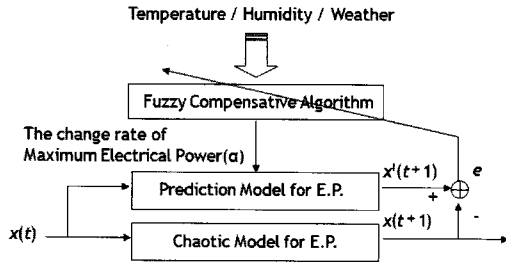 Temperature / Humidity / Weather
Fuzzy Compensative Algorithm
The change rate of
Maximum Electrical Power(α)
x'(t+1)
e
+
Prediction Model for E.P.
x(t)
x(t+1)
-
Chaotic Model for E.P.